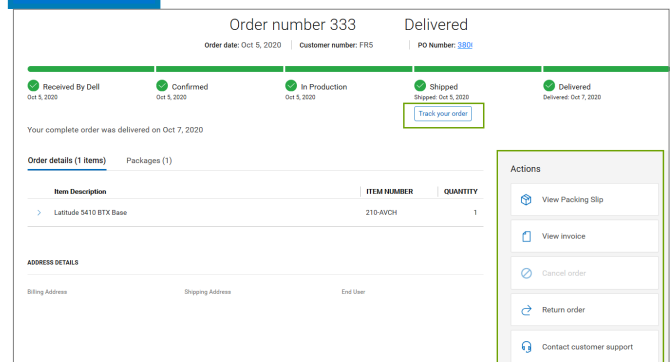 Order number 333 Delivered
Order date: Oct 5, 2020 Customer number: FR5 PO Number: 380!
Received By Dell Confirmed In Production Shipped Delivered
Oct 5, 2020 Oct 5, 2020 Oct 5, 2020 Shipped: Oct 5, 2020 Delivered: Oct 7, 2020
Track your order
Your complete order was delivered on Oct 7, 2020
Order details (1 items) Packages (1)
Item Description ITEM NUMBER QUANTITY
Latitude 5410 BTX Base 210-AVCH 1
ADDRESS DETAILS
Billing Address Shipping Address End User
Actions
View Packing Slip
View invoice
Cancel order
Return order
Contact customer support